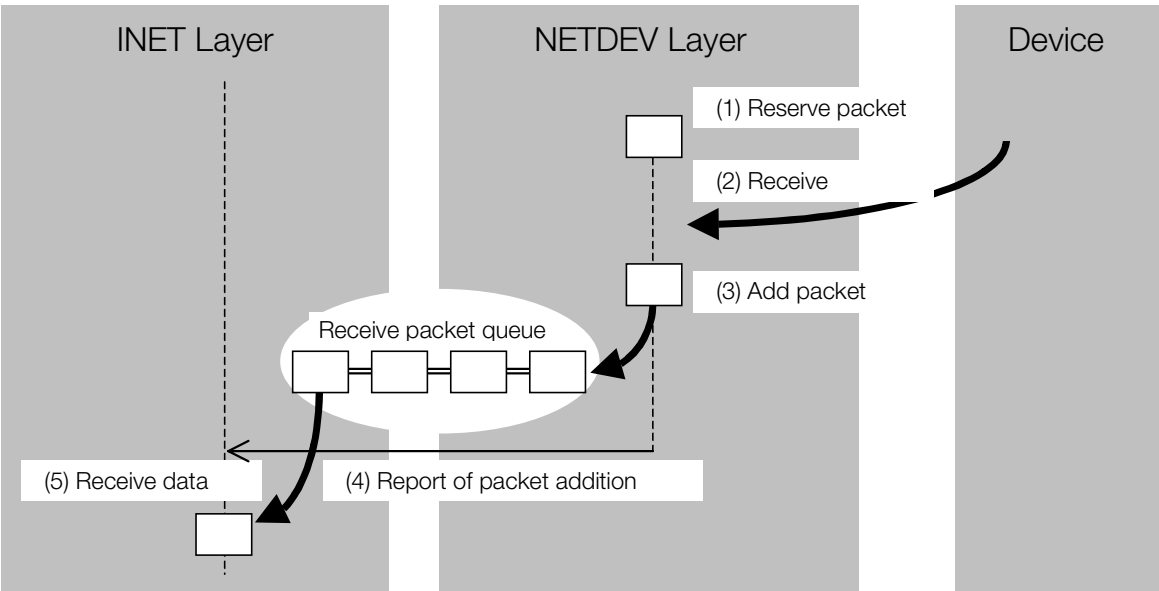 INET Layer
NETDEV Layer
Device
(1) Reserve packet
(2) Receive
(3) Add packet
Receive packet queue
(5) Receive data
(4) Report of packet addition